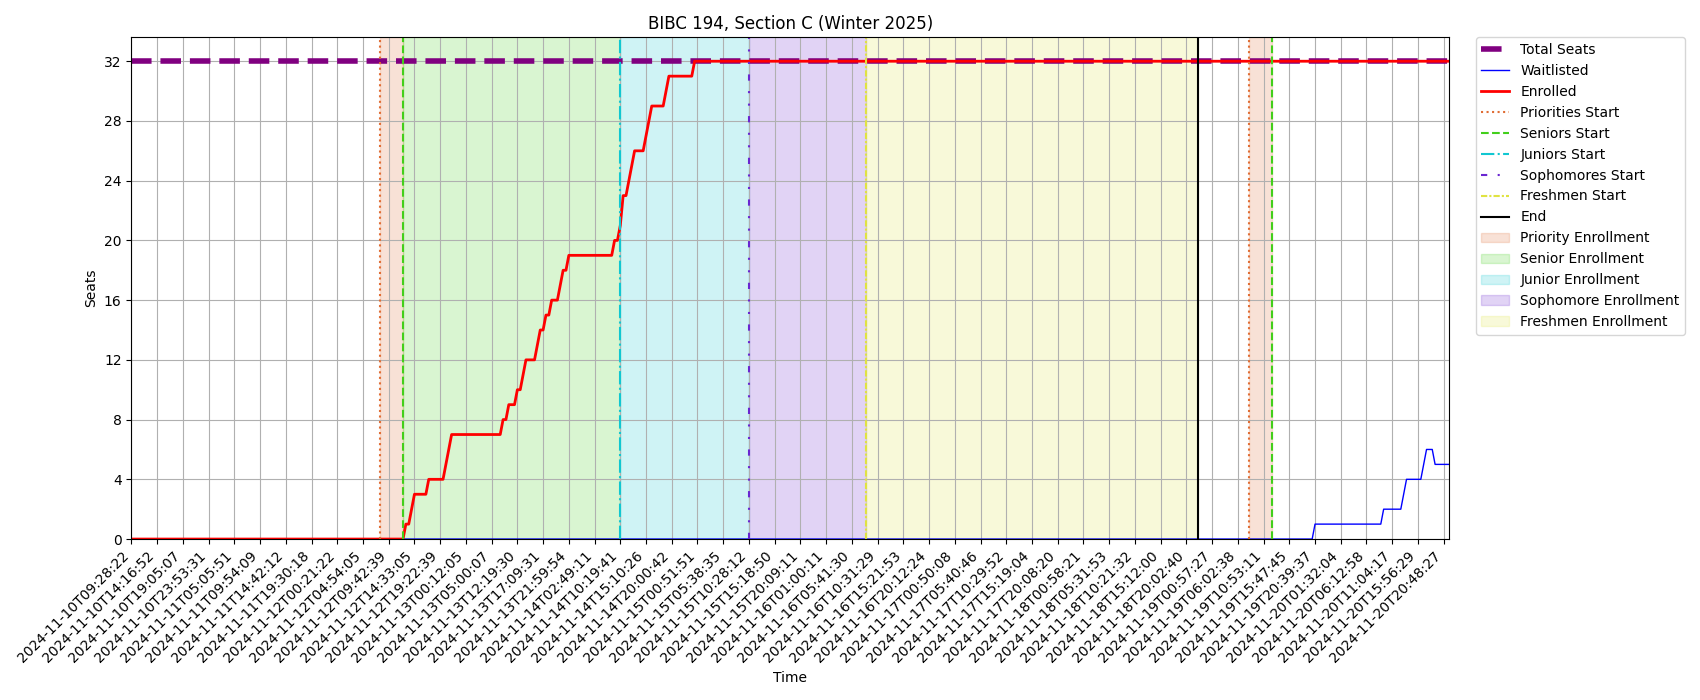 BIBC 194, Section C (Winter 2025)
Seats
32
28
24
20
16
12
8
4
0
2024-11-10T09:28:22
2024-11-10T14:16:52
2024-11-10T19:05:07
2024-11-10T23:53:31
2024-11-11T05:05:51
2024-11-11T09:54:09
2024-11-11T14:42:12
2024-11-11T19:30:18
2024-11-12T00:21:22
2024-11-12T04:54:05
2024-11-12T09:42:39
2024-11-12T14:33:05
2024-11-12T19:22:39
2024-11-13T00:12:05
2024-11-13T05:00:07
2024-11-13T12:19:30
2024-11-13T17:09:31
2024-11-13T21:59:54
2024-11-14T02:49:11
2024-11-14T10:19:41
2024-11-14T15:10:26
2024-11-14T20:00:42
2024-11-15T00:51:51
2024-11-15T05:38:35
2024-11-15T10:28:12
2024-11-15T15:18:50
2024-11-15T20:09:11
2024-11-16T01:00:11
2024-11-16T05:41:30
2024-11-16T10:31:29
2024-11-16T15:21:53
2024-11-16T20:12:24
2024-11-17T00:50:08
2024-11-17T05:40:46
2024-11-17T10:29:52
2024-11-17T15:19:04
2024-11-17T20:08:20
2024-11-18T00:58:21
2024-11-18T05:31:53
2024-11-18T10:21:32
2024-11-18T15:12:00
2024-11-18T20:02:40
2024-11-19T00:57:27
2024-11-19T06:02:38
2024-11-19T10:53:11
2024-11-19T15:47:45
2024-11-19T20:39:37
2024-11-20T01:32:04
2024-11-20T06:12:58
2024-11-20T11:04:17
2024-11-20T15:56:29
2024-11-20T20:48:27
Time
Total Seats
Waitlisted
Enrolled
Priorities Start
Seniors Start
Juniors Start
Sophomores Start
Freshmen Start
End
Priority Enrollment
Senior Enrollment
Junior Enrollment
Sophomore Enrollment
Freshmen Enrollment